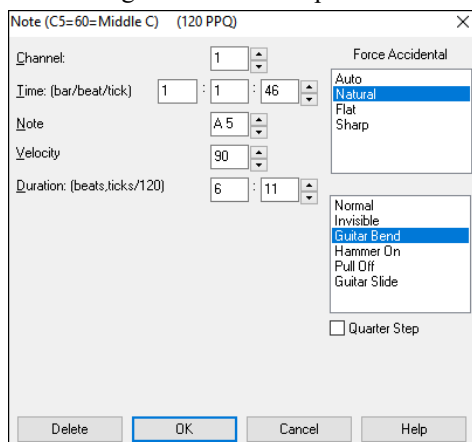 Note (C5=60=Middle C) (120 PPQ)
Channel: 1
Time: (bar/beat/tick) 1 : 1 : 46
Note A 5
Velocity 90
Duration: (beats,ticks/120) 6 : 11
Force Accidental
Auto
Natural
Flat
Sharp
Normal
Invisible
Guitar Bend
Hammer On
Pull Off
Guitar Slide
Quarter Step
Delete OK Cancel Help